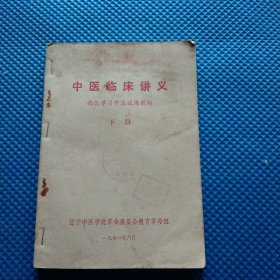 中医临床讲义
西医学习中医试用教材
下册
辽宁中医学院革命委员会教育革命组
一九七一年六月